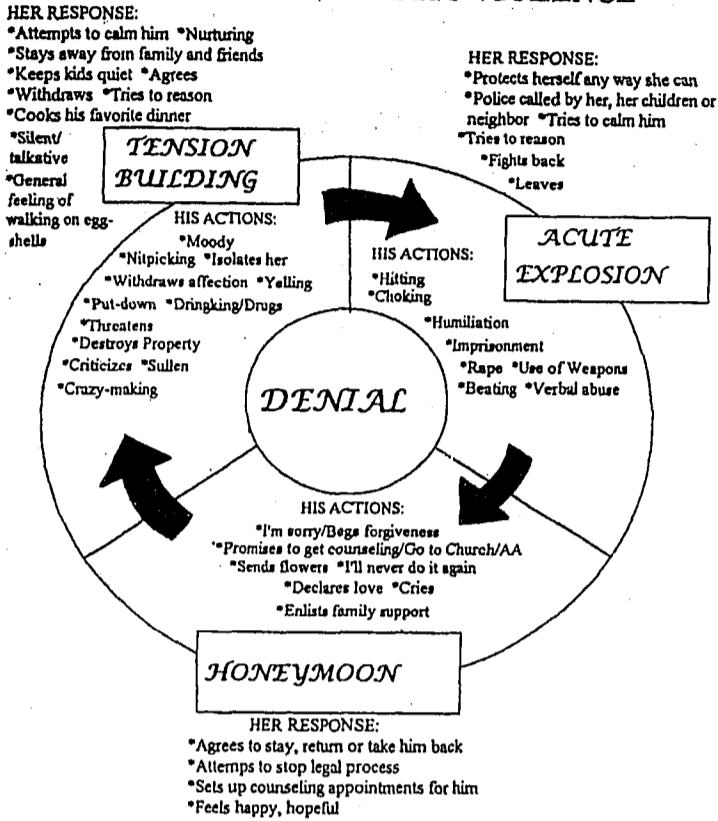 HER RESPONSE:
*Attempts to calm him *Nurturing
*Stays away from family and friends
*Keeps kids quiet *Agrees
*Withdraws *Tries to reason
*Cooks his favorite dinner
*Silent/
talkative
*General
feeling of
walking on egg-
shells
TENSION
BUILDING
HIS ACTIONS:
*Moody
*Nitpicking *Isolates her
*Withdraws affection *Yelling
*Put-down *Dringking/Drugs
*Threatens
*Destroys Property
*Criticizes *Sullen
*Crazy-making
HER RESPONSE:
*Protects herself any way she can
*Police called by her, her children or
neighbor *Tries to calm him
*Tries to reason
*Fights back
*Leaves
ACUTE
EXPLOSION
HIS ACTIONS:
*Hitting
*Choking
*Humiliation
*Imprisonment
*Rape *Use of Weapons
*Beating *Verbal abuse
DENIAL
HIS ACTIONS:
*I'm sorry/Begs forgiveness
*Promises to get counseling/Go to Church/AA
*Sends flowers *I'll never do it again
*Declares love *Cries
*Enlists family support
HONEYMOON
HER RESPONSE:
*Agrees to stay, return or take him back
*Attemps to stop legal process
*Sets up counseling appointments for him
*Feels happy, hopeful